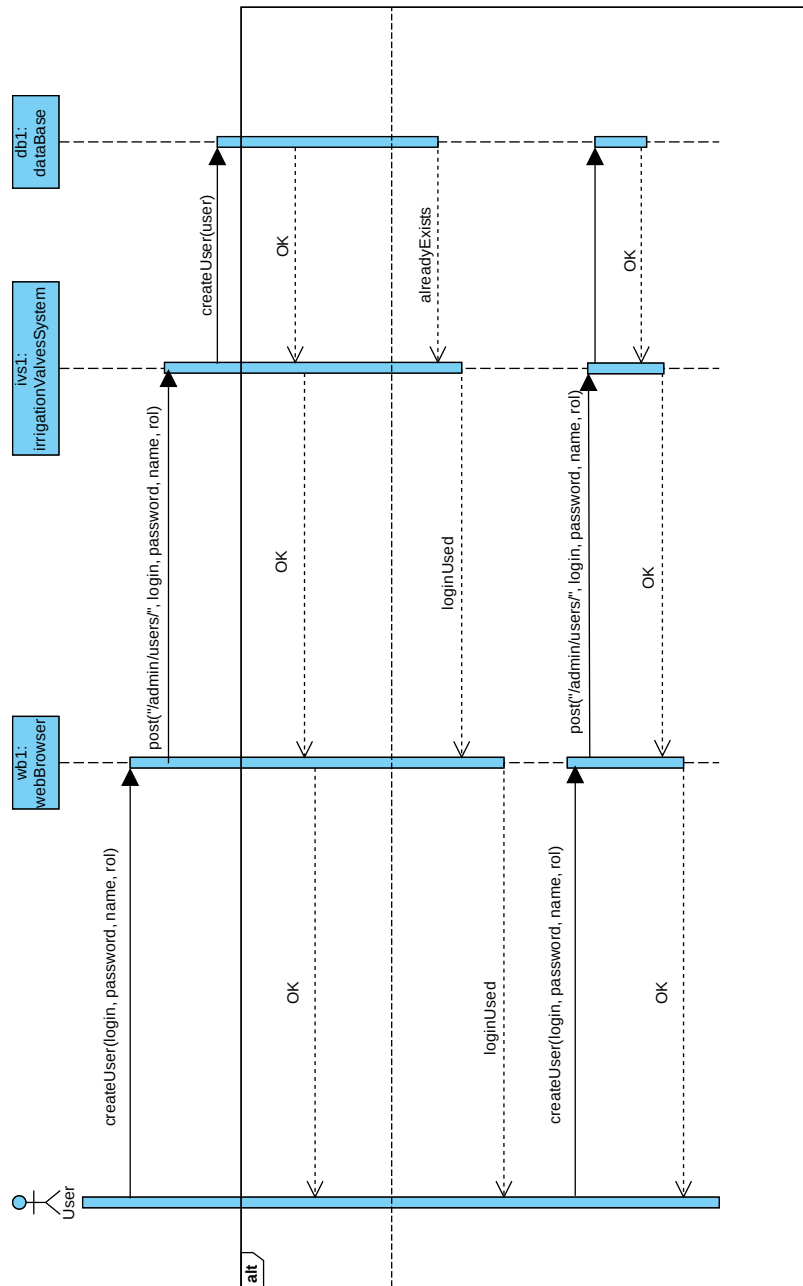 User
wb1:
webBrowser
ivs1:
irrigationValvesSystem
db1:
dataBase
createUser(login, password, name, rol)
post("/admin/users/", login, password, name, rol)
createUser(user)
alt
OK
OK
OK
alreadyExists
loginUsed
loginUsed
createUser(login, password, name, rol)
post("/admin/users/", login, password, name, rol)
OK
OK
OK